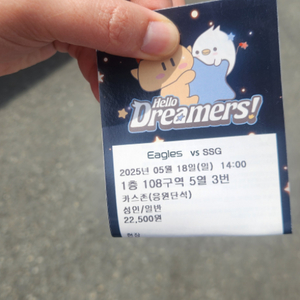 Hello
Dreamers!
Eagles vs SSG
2025년 05월 18일(일) 14:00
1층 108구역 5열 3번
카스존(응원단석)
성인/일반
22,500원